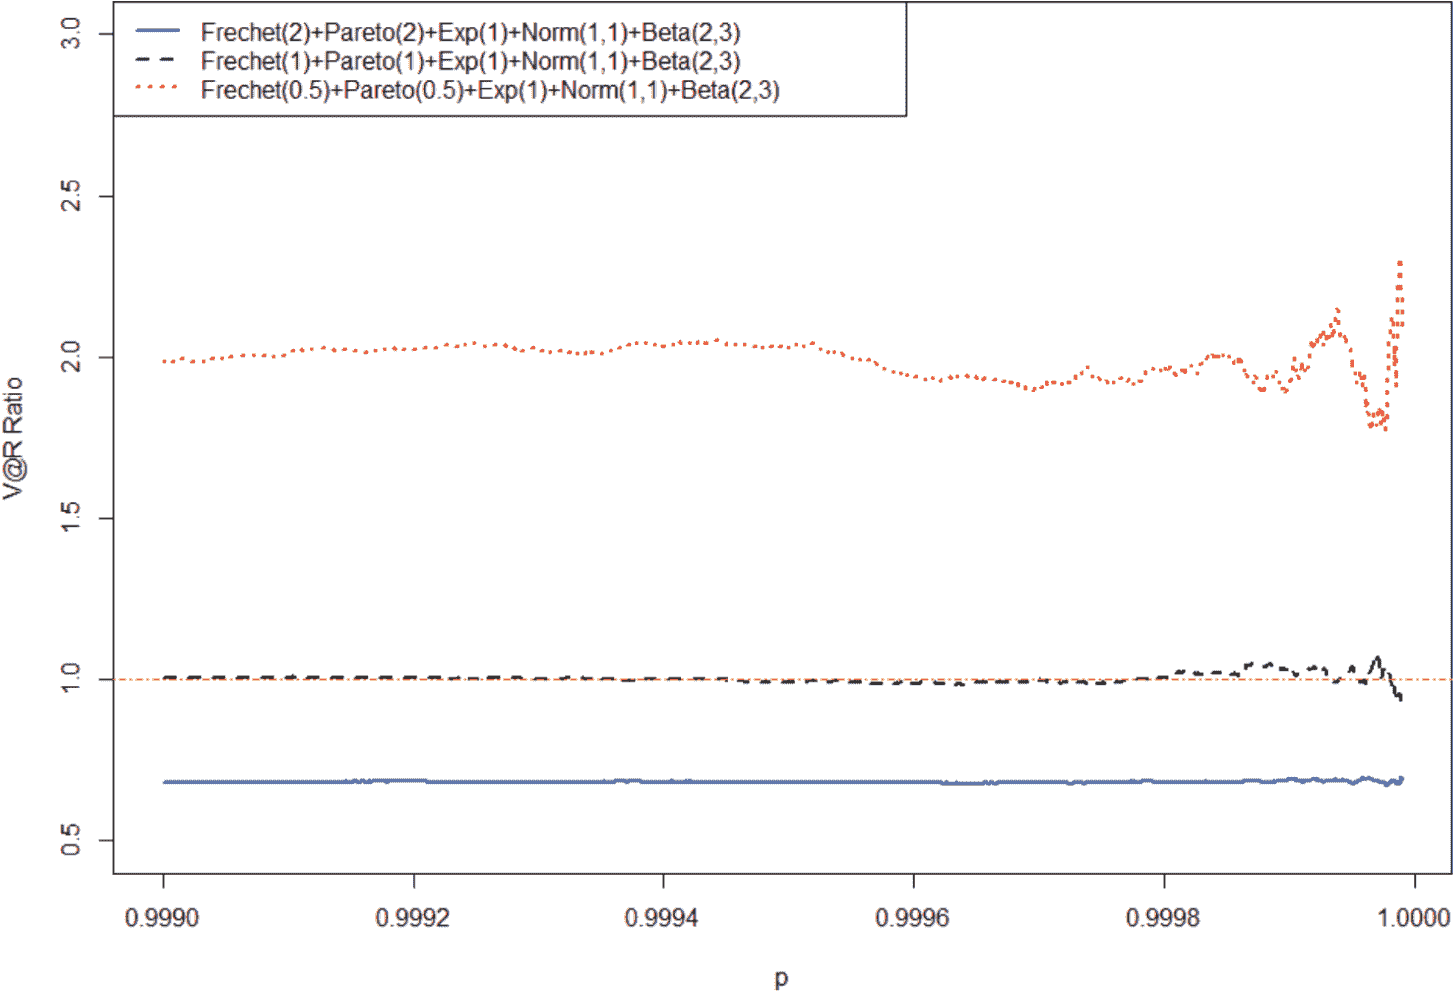 Frechet(2)+Pareto(2)+Exp(1)+Norm(1,1)+Beta(2,3)
Frechet(1)+Pareto(1)+Exp(1)+Norm(1,1)+Beta(2,3)
Frechet(0.5)+Pareto(0.5)+Exp(1)+Norm(1,1)+Beta(2,3)
3.0
2.5
2.0
1.5
1.0
0.5
V@R Ratio
0.9990 0.9992 0.9994 0.9996 0.9998 1.0000
p